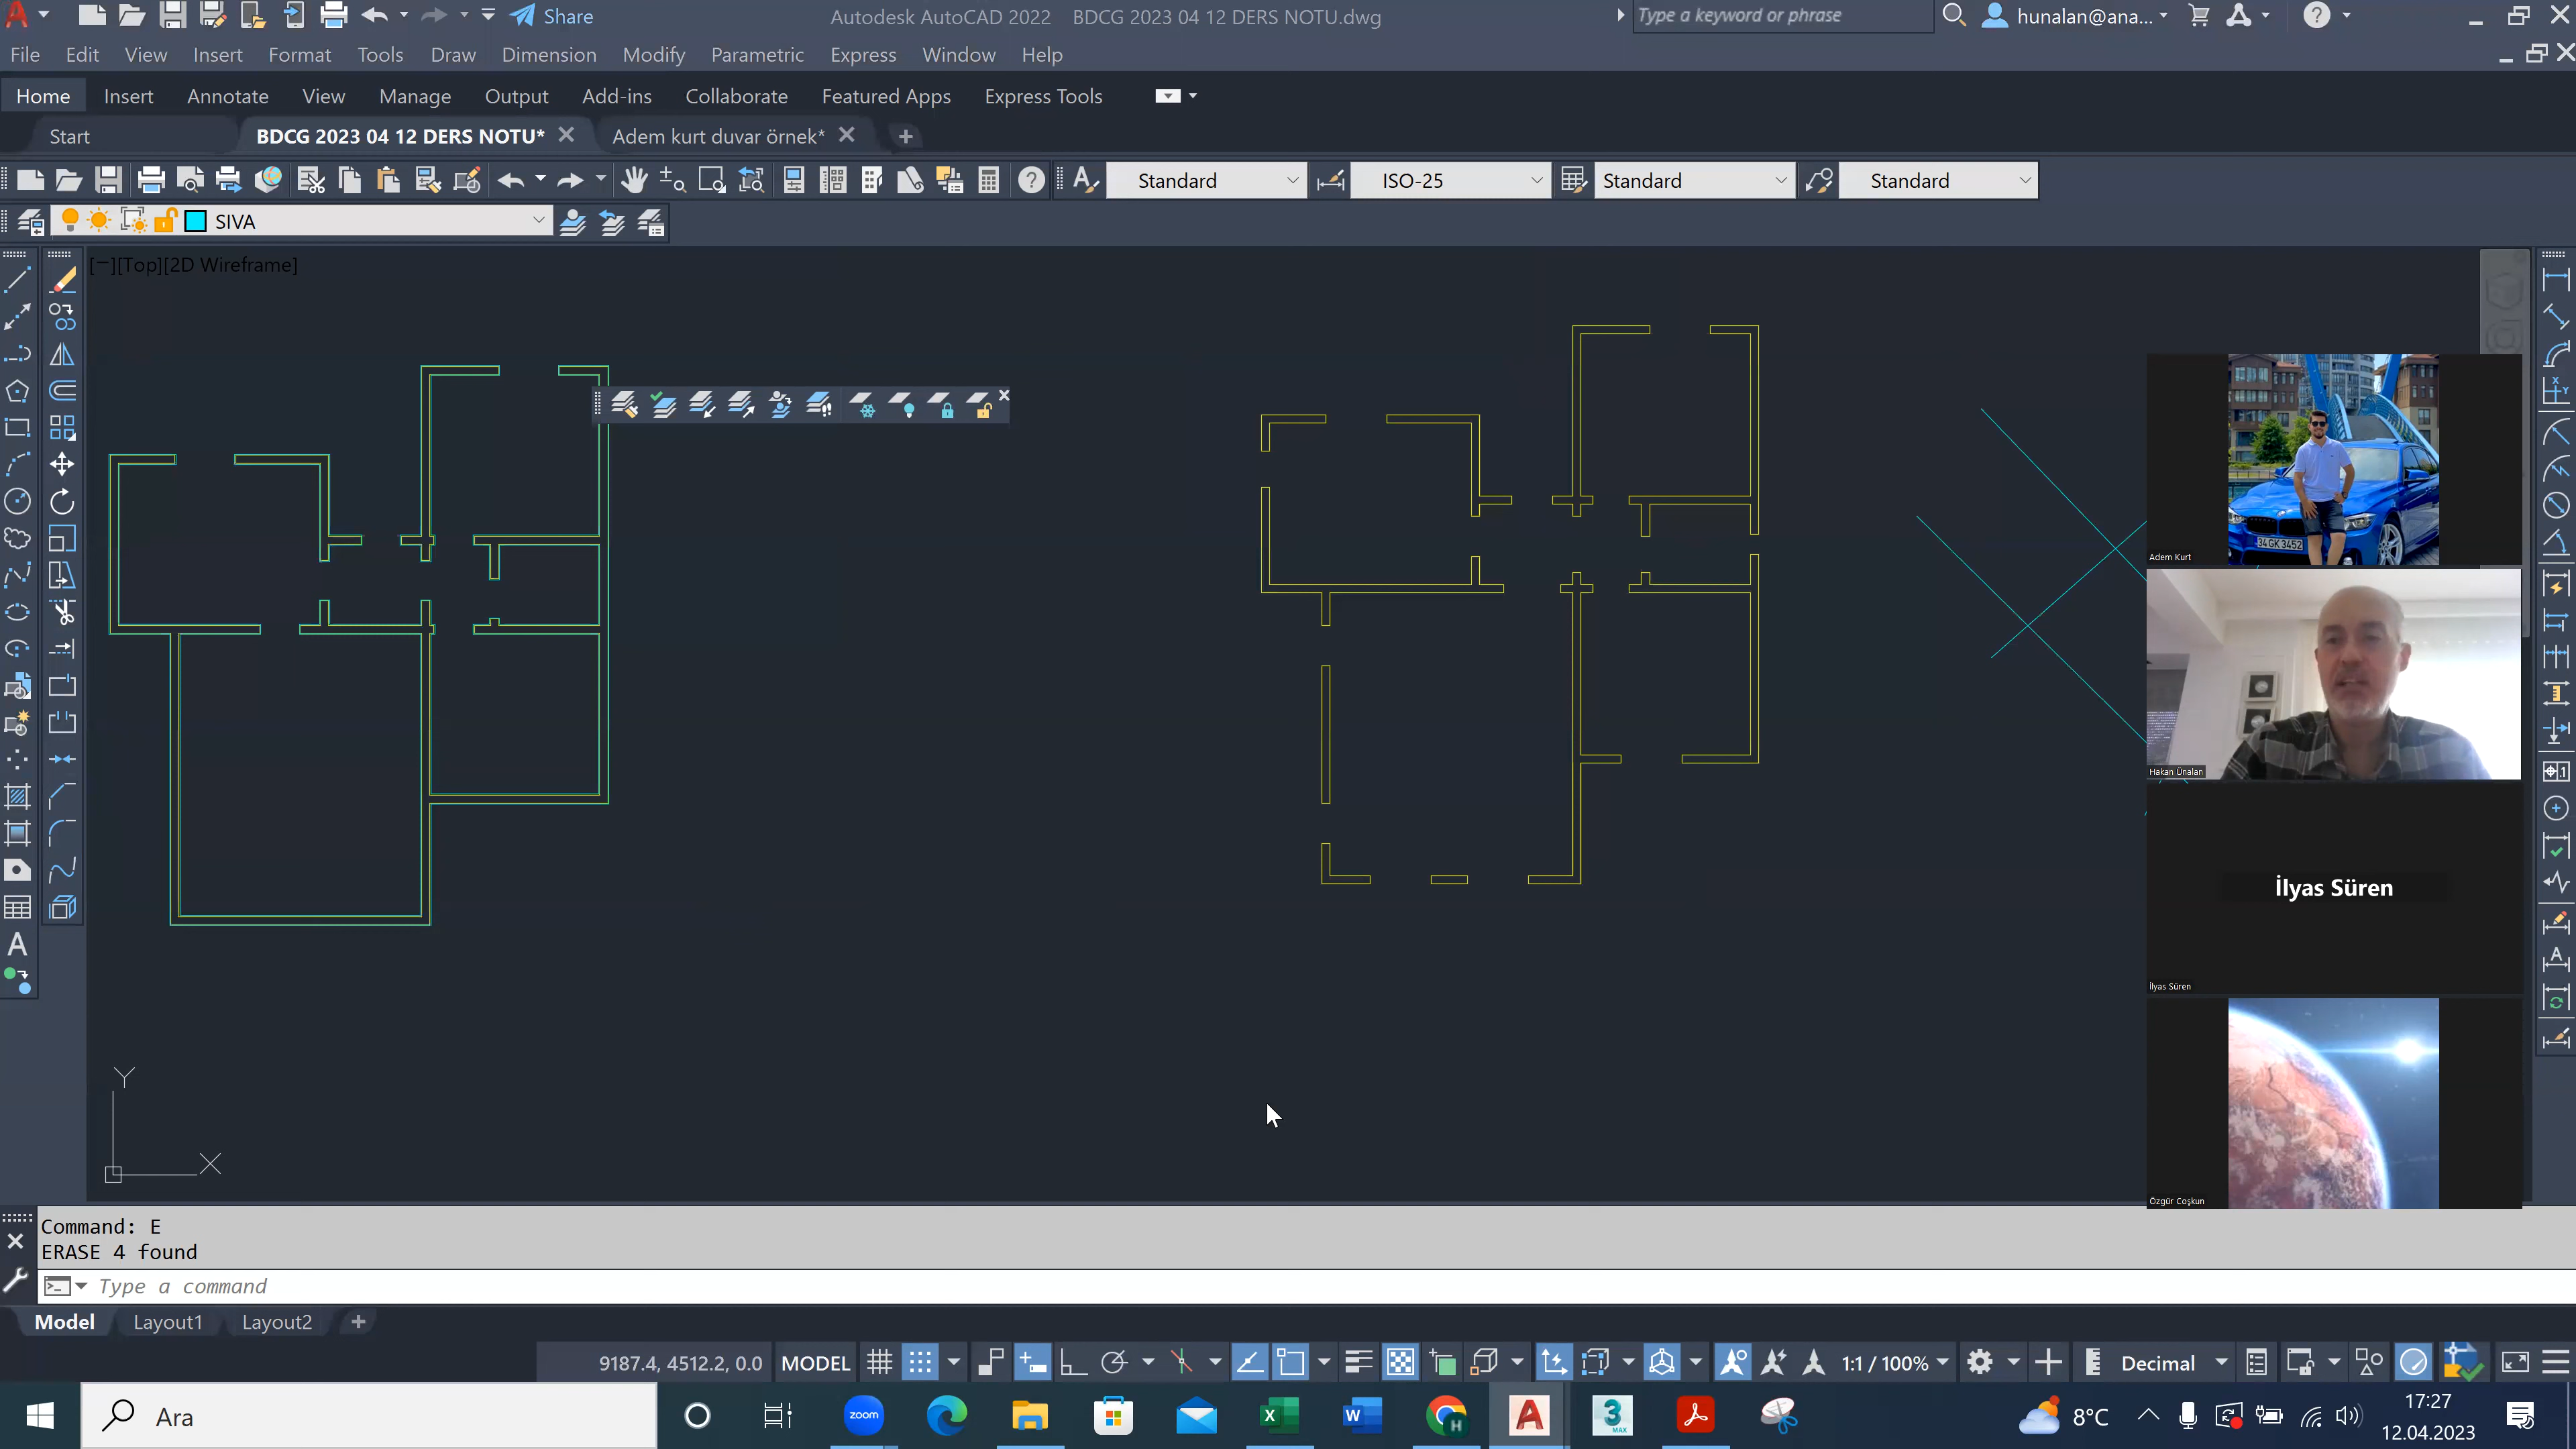 Share
Autodesk AutoCAD 2022 BDCG 2023 04 12 DERS NOTU.dwg
Type a keyword or phrase
hunalan@ana...
File Edit View Insert Format Tools Draw Dimension Modify Parametric Express Window Help
Home Insert Annotate View Manage Output Add-ins Collaborate Featured Apps Express Tools
Start
BDCG 2023 04 12 DERS NOTU*
Adem kurt duvar örnek*
Standard
ISO-25
Standard
Standard
SIVA
[−][Top][2D Wireframe]
34 GK 3452
Adem Kurt
Hakan Ünalan
İlyas Süren
İlyas Süren
Özgür Coşkun
Y
X
Command: E
ERASE 4 found
Type a command
Model Layout1 Layout2
9187.4, 4512.2, 0.0 MODEL
1:1 / 100%
Decimal
Ara
zoom
8°C
17:27
12.04.2023